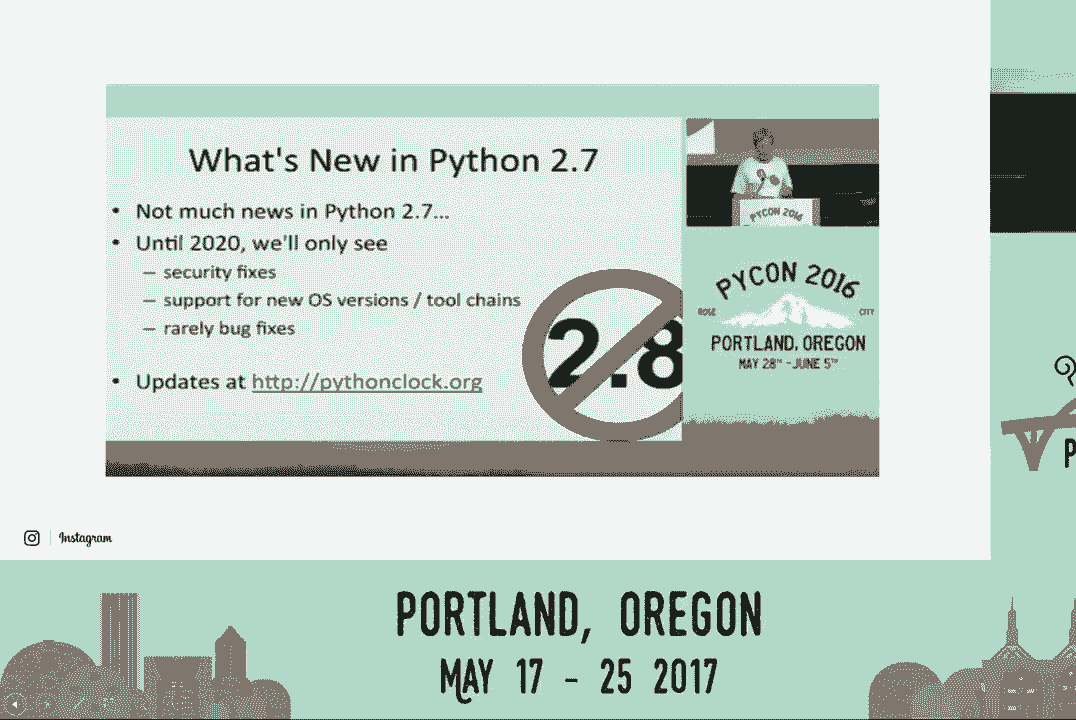 What's New in Python 2.7
• Not much news in Python 2.7...
• Until 2020, we'll only see
– security fixes
– support for new OS versions / tool chains
– rarely bug fixes
2.8
• Updates at http://pythonclock.org
PYCON 2016
PYCON 2016
ROSE CITY
PORTLAND, OREGON
MAY 28TH - JUNE 5TH
Instagram
P
PORTLAND, OREGON
MAY 17 - 25 2017